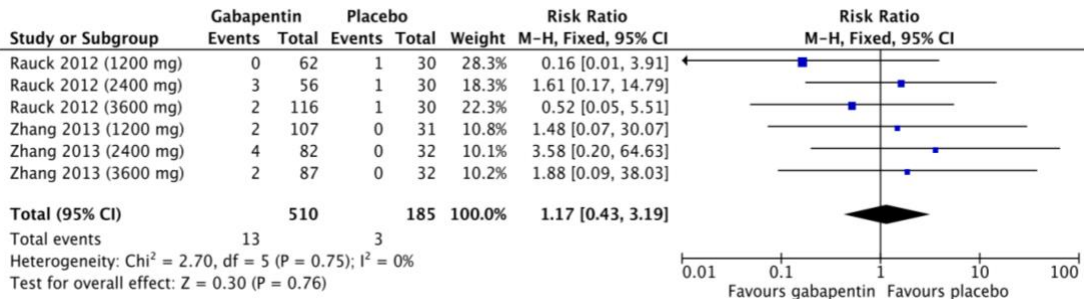 Gabapentin Placebo Risk Ratio Risk Ratio
Study or Subgroup Events Total Events Total Weight M-H, Fixed, 95% CI M-H, Fixed, 95% CI
Rauck 2012 (1200 mg) 0 62 1 30 28.3% 0.16 [0.01, 3.91]
Rauck 2012 (2400 mg) 3 56 1 30 18.3% 1.61 [0.17, 14.79]
Rauck 2012 (3600 mg) 2 116 1 30 22.3% 0.52 [0.05, 5.51]
Zhang 2013 (1200 mg) 2 107 0 31 10.8% 1.48 [0.07, 30.07]
Zhang 2013 (2400 mg) 4 82 0 32 10.1% 3.58 [0.20, 64.63]
Zhang 2013 (3600 mg) 2 87 0 32 10.2% 1.88 [0.09, 38.03]
Total (95% CI) 510 185 100.0% 1.17 [0.43, 3.19]
Total events 13 3
Heterogeneity: Chi² = 2.70, df = 5 (P = 0.75); I² = 0%
Test for overall effect: Z = 0.30 (P = 0.76)
0.01 0.1 1 10 100
Favours gabapentin Favours placebo